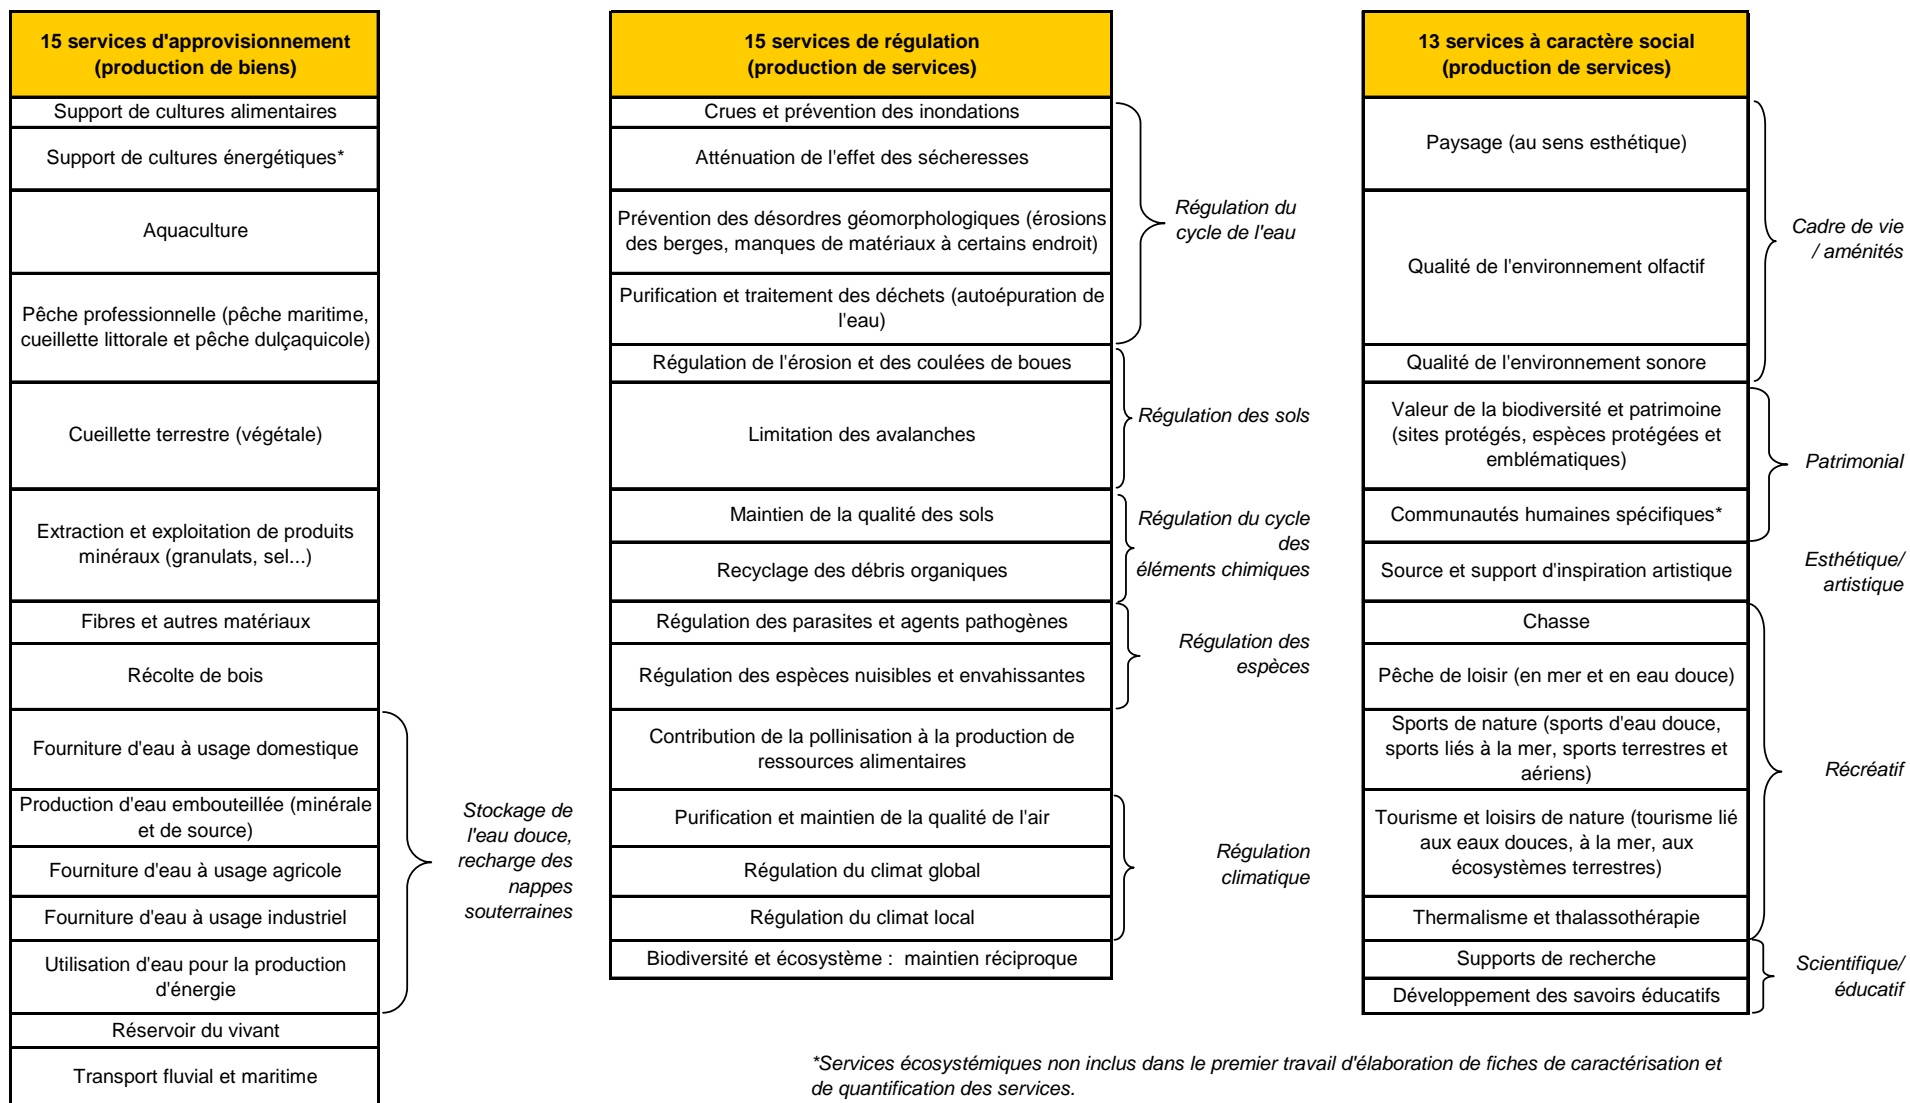 15 services d'approvisionnement
(production de biens)
Support de cultures alimentaires
Support de cultures énergétiques*
Aquaculture
Pêche professionnelle (pêche maritime,
cueillette littorale et pêche dulçaquicole)
Cueillette terrestre (végétale)
Extraction et exploitation de produits
minéraux (granulats, sel...)
Fibres et autres matériaux
Récolte de bois
Fourniture d'eau à usage domestique
Production d'eau embouteillée (minérale
et de source)
Fourniture d'eau à usage agricole
Fourniture d'eau à usage industriel
Utilisation d'eau pour la production
d'énergie
Réservoir du vivant
Transport fluvial et maritime
Stockage de
l'eau douce,
recharge des
nappes
souterraines
15 services de régulation
(production de services)
Crues et prévention des inondations
Atténuation de l'effet des sécheresses
Prévention des désordres géomorphologiques (érosions
des berges, manques de matériaux à certains endroit)
Purification et traitement des déchets (autoépuration de
l'eau)
Régulation de l'érosion et des coulées de boues
Limitation des avalanches
Maintien de la qualité des sols
Recyclage des débris organiques
Régulation des parasites et agents pathogènes
Régulation des espèces nuisibles et envahissantes
Contribution de la pollinisation à la production de
ressources alimentaires
Purification et maintien de la qualité de l'air
Régulation du climat global
Régulation du climat local
Biodiversité et écosystème :  maintien réciproque
Régulation du
cycle de l'eau
Régulation des sols
Régulation du cycle
des
éléments chimiques
Régulation des
espèces
Régulation
climatique
13 services à caractère social
(production de services)
Paysage (au sens esthétique)
Qualité de l'environnement olfactif
Qualité de l'environnement sonore
Valeur de la biodiversité et patrimoine
(sites protégés, espèces protégées et
emblématiques)
Communautés humaines spécifiques*
Source et support d'inspiration artistique
Chasse
Pêche de loisir (en mer et en eau douce)
Sports de nature (sports d'eau douce,
sports liés à la mer, sports terrestres et
aériens)
Tourisme et loisirs de nature (tourisme lié
aux eaux douces, à la mer, aux
écosystèmes terrestres)
Thermalisme et thalassothérapie
Supports de recherche
Développement des savoirs éducatifs
Cadre de vie
/ aménités
Patrimonial
Esthétique/
artistique
Récréatif
Scientifique/
éducatif
*Services écosystémiques non inclus dans le premier travail d'élaboration de fiches de caractérisation et
de quantification des services.